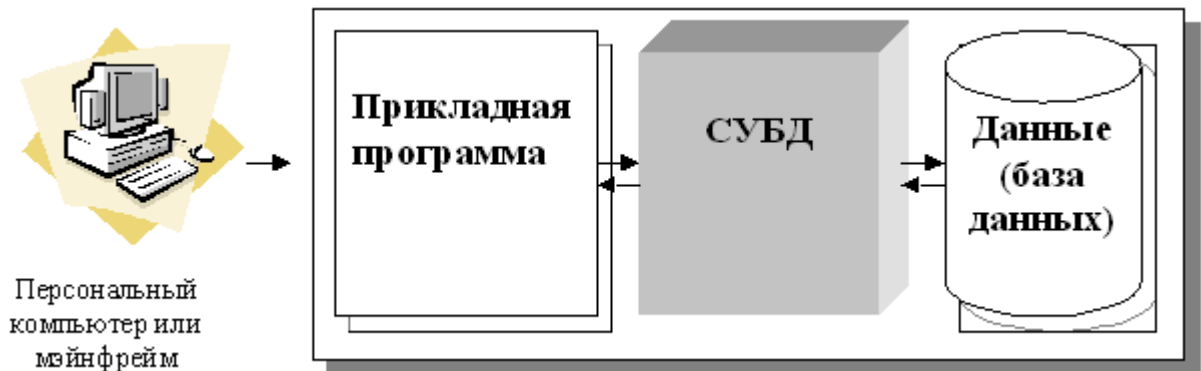 Прикладная
программа
СУБД
Данные
(база
данных)
Персональный
компьютер или
мэйнфрейм